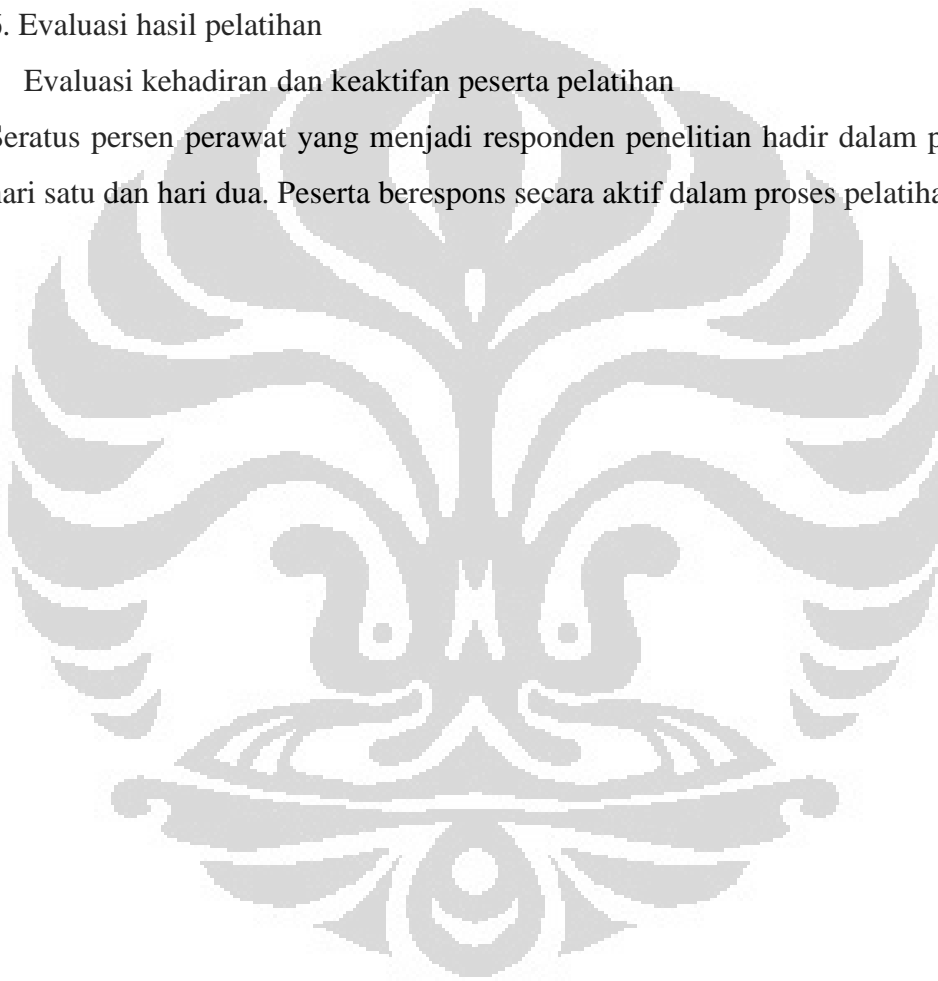 . Evaluasi hasil pelatihan
Evaluasi kehadiran dan keaktifan peserta pelatihan
Seratus persen perawat yang menjadi responden penelitian hadir dalam p
hari satu dan hari dua. Peserta berespons secara aktif dalam proses pelatiha